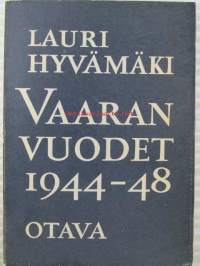 LAURI
HYVÄMÄKI
VAARAN
VUODET
1944-48
OTAVA